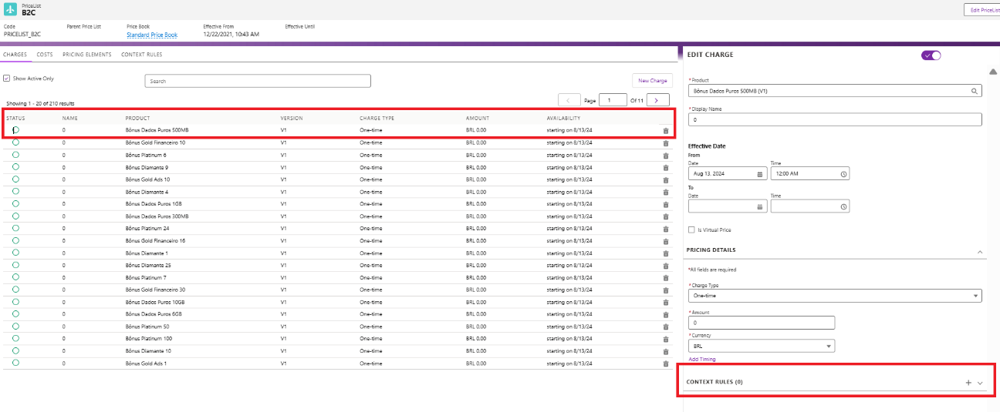 PriceList
B2C
Edit PriceList
Code Parent Price List Price Book Effective From Effective Until
PRICELIST_B2C Standard Price Book 12/22/2021, 10:43 AM
CHARGES COSTS PRICING ELEMENTS CONTEXT RULES
Show Active Only
Search
New Charge
Showing 1 - 20 of 210 results
Page 1 Of 11
STATUS NAME PRODUCT VERSION CHARGE TYPE AMOUNT AVAILABILITY
0 Bônus Dados Puros 500MB V1 One-time BRL 0.00 starting on 8/13/24
0 Bônus Gold Financeiro 10 V1 One-time BRL 0.00 starting on 8/13/24
0 Bônus Platinum 6 V1 One-time BRL 0.00 starting on 8/13/24
0 Bônus Diamante 9 V1 One-time BRL 0.00 starting on 8/13/24
0 Bônus Gold Ads 10 V1 One-time BRL 0.00 starting on 8/13/24
0 Bônus Diamante 4 V1 One-time BRL 0.00 starting on 8/13/24
0 Bônus Dados Puros 1GB V1 One-time BRL 0.00 starting on 8/13/24
0 Bônus Dados Puros 300MB V1 One-time BRL 0.00 starting on 8/13/24
0 Bônus Platinum 24 V1 One-time BRL 0.00 starting on 8/13/24
0 Bônus Gold Financeiro 16 V1 One-time BRL 0.00 starting on 8/13/24
0 Bônus Diamante 1 V1 One-time BRL 0.00 starting on 8/13/24
0 Bônus Diamante 25 V1 One-time BRL 0.00 starting on 8/13/24
0 Bônus Platinum 7 V1 One-time BRL 0.00 starting on 8/13/24
0 Bônus Gold Financeiro 30 V1 One-time BRL 0.00 starting on 8/13/24
0 Bônus Dados Puros 10GB V1 One-time BRL 0.00 starting on 8/13/24
0 Bônus Dados Puros 6GB V1 One-time BRL 0.00 starting on 8/13/24
0 Bônus Platinum 50 V1 One-time BRL 0.00 starting on 8/13/24
0 Bônus Platinum 100 V1 One-time BRL 0.00 starting on 8/13/24
0 Bônus Diamante 10 V1 One-time BRL 0.00 starting on 8/13/24
0 Bônus Gold Ads 1 V1 One-time BRL 0.00 starting on 8/13/24
EDIT CHARGE
*Product
Bônus Dados Puros 500MB (V1)
*Display Name
0
Effective Date
From
Date Time
Aug 13, 2024 12:00 AM
To
Date Time
Is Virtual Price
PRICING DETAILS
*All fields are required
*Charge Type
One-time
*Amount
0
*Currency
BRL
Add Timing
CONTEXT RULES (0)